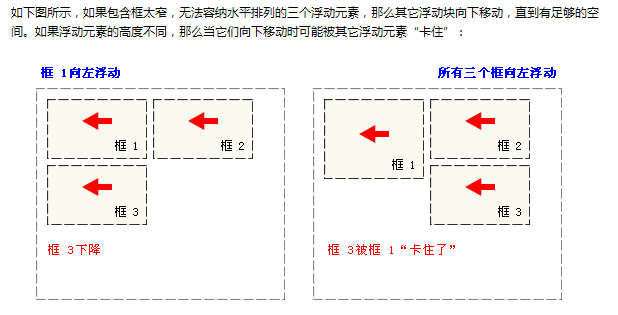 如下图所示，如果包含框太窄，无法容纳水平排列的三个浮动元素，那么其它浮动块向下移动，直到有足够的空
间。如果浮动元素的高度不同，那么当它们向下移动时可能被其它浮动元素“卡住”：
框 1向左浮动
所有三个框向左浮动
框 1
框 2
框 3
框 3下降
框 1
框 2
框 3
框 3被框 1“卡住了”